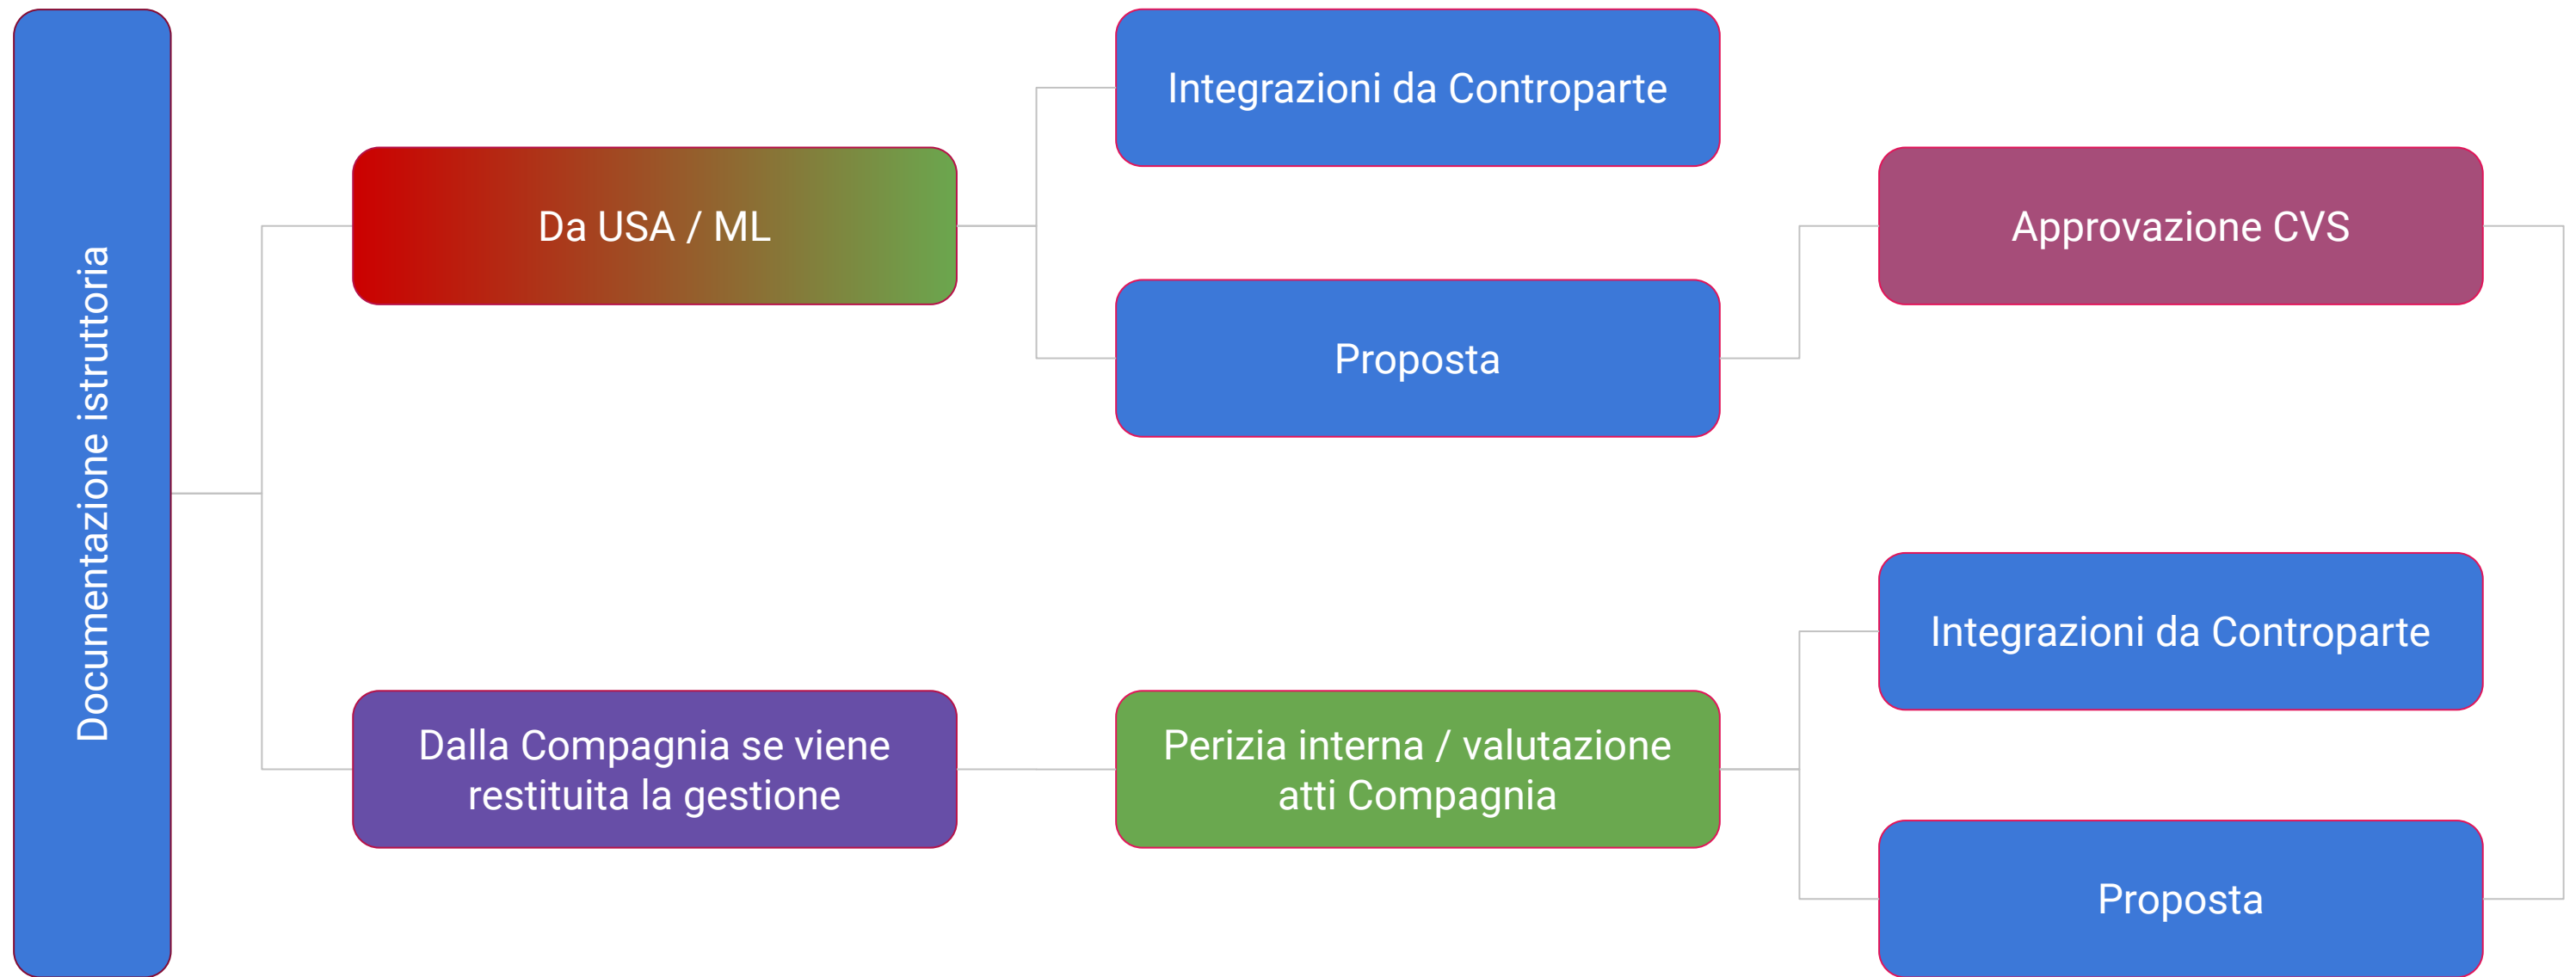 Documentazione istruttoria
Da USA / ML
Integrazioni da Controparte
Proposta
Approvazione CVS
Dalla Compagnia se viene
restituita la gestione
Perizia interna / valutazione
atti Compagnia
Integrazioni da Controparte
Proposta